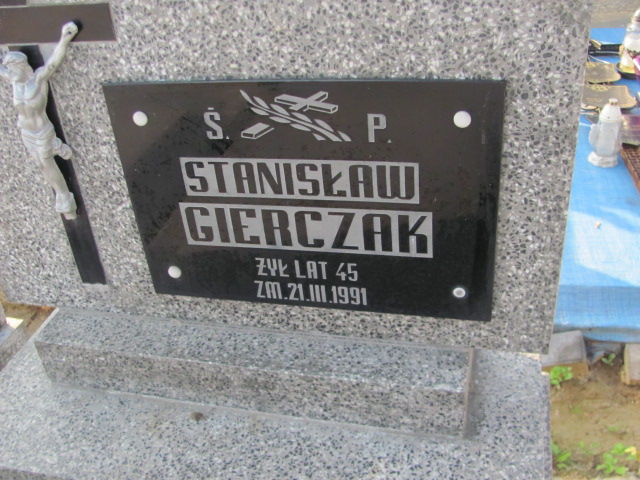 Ś. P.
STANISŁAW
GIERCZAK
ŻYŁ LAT 45
ZM.21.III.1991